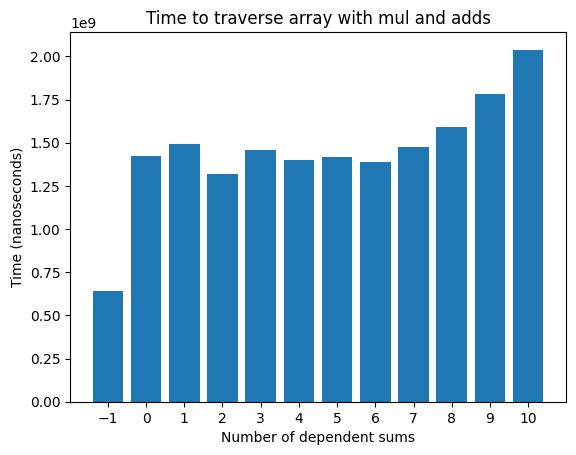 Time to traverse array with mul and adds
1e9
2.00
1.75
1.50
1.25
1.00
0.75
0.50
0.25
0.00
Time (nanoseconds)
−1 0 1 2 3 4 5 6 7 8 9 10
Number of dependent sums